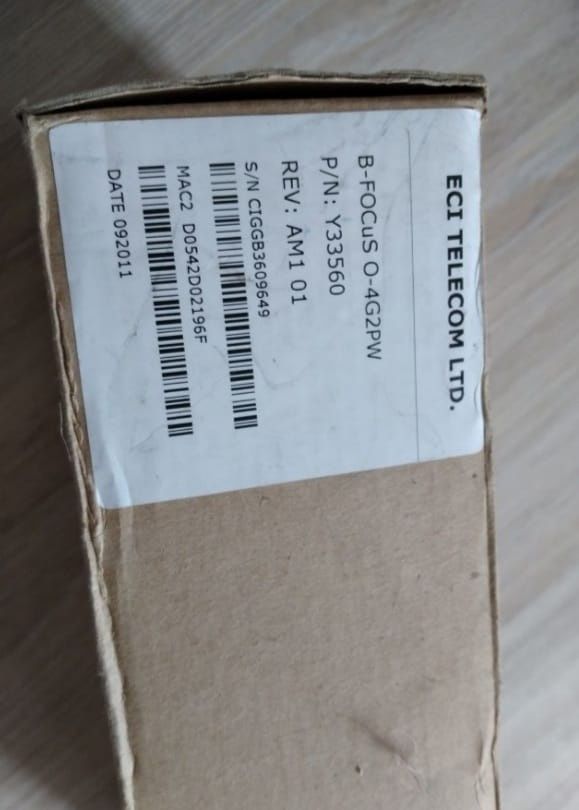 ECI TELECOM LTD.
B-FOCuS O-4G2PW
P/N: Y33560
REV: AM1 01
S/N CIGGB3609649
MAC2 D0542D02196F
DATE 092011